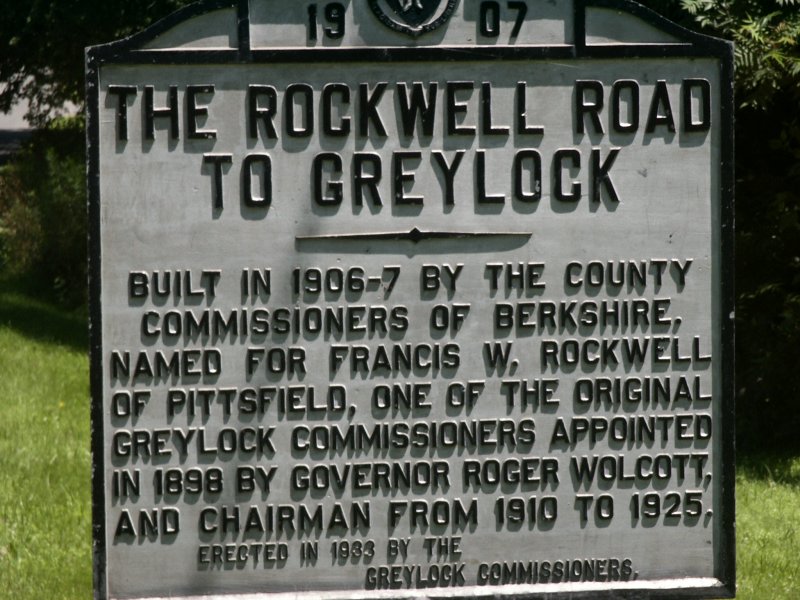 19 07
THE ROCKWELL ROAD
TO GREYLOCK
BUILT IN 1906-7 BY THE COUNTY
COMMISSIONERS OF BERKSHIRE,
NAMED FOR FRANCIS W. ROCKWELL
OF PITTSFIELD, ONE OF THE ORIGINAL
GREYLOCK COMMISSIONERS APPOINTED
IN 1898 BY GOVERNOR ROGER WOLCOTT,
AND CHAIRMAN FROM 1910 TO 1925.
ERECTED IN 1933 BY THE
GREYLOCK COMMISSIONERS.